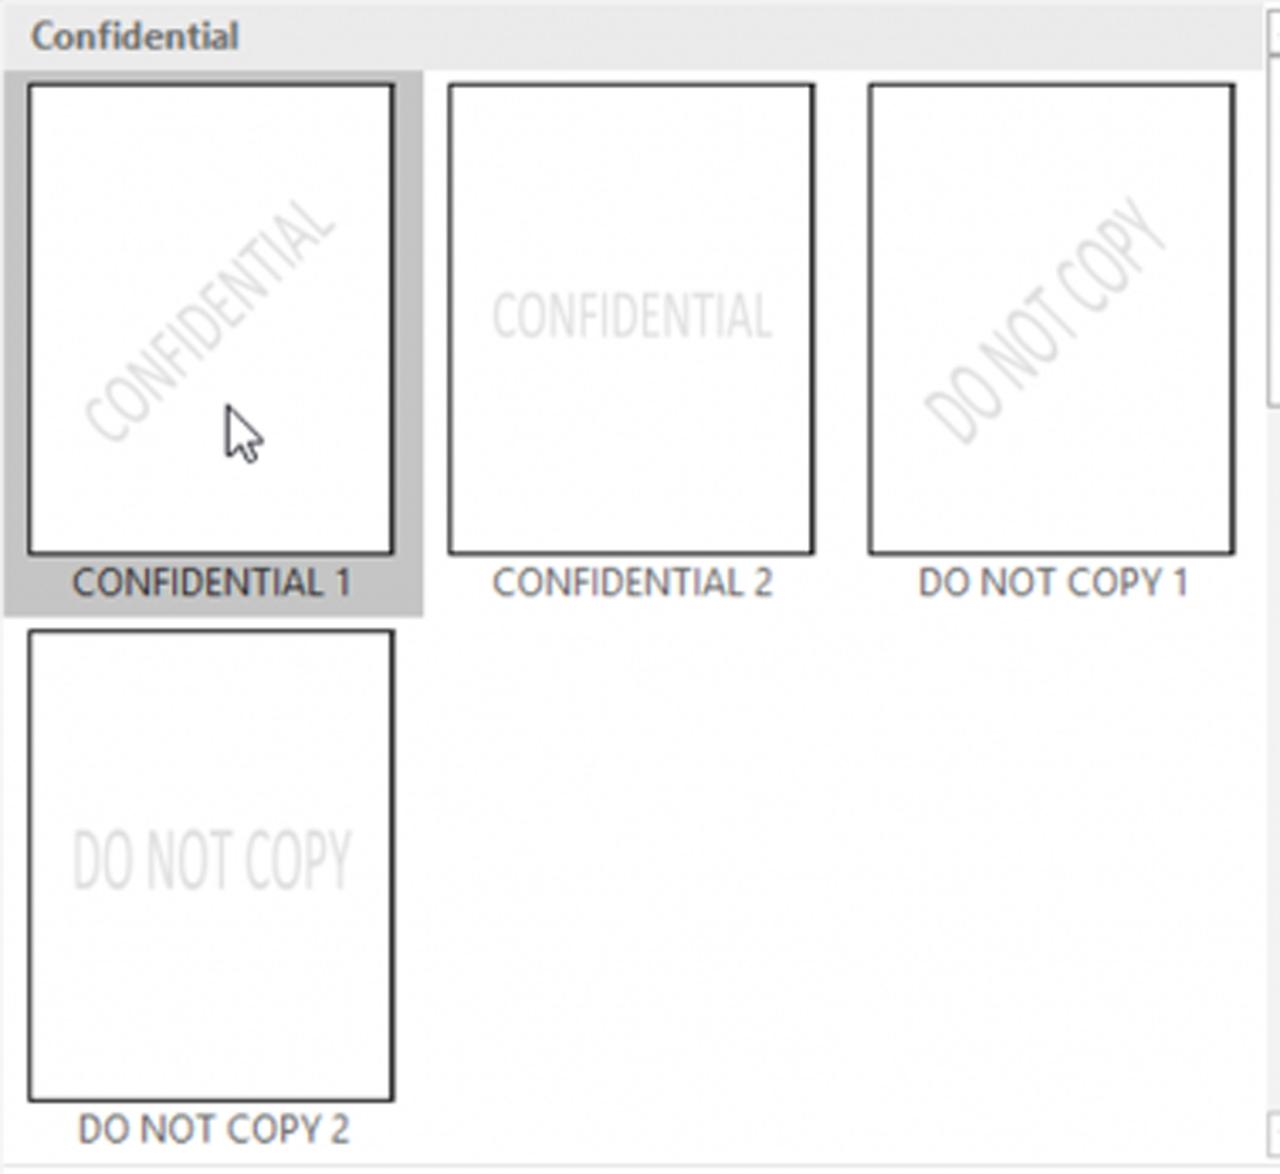 Confidential
CONFIDENTIAL
CONFIDENTIAL
DO NOT COPY
CONFIDENTIAL 1
CONFIDENTIAL 2
DO NOT COPY 1
DO NOT COPY
DO NOT COPY 2